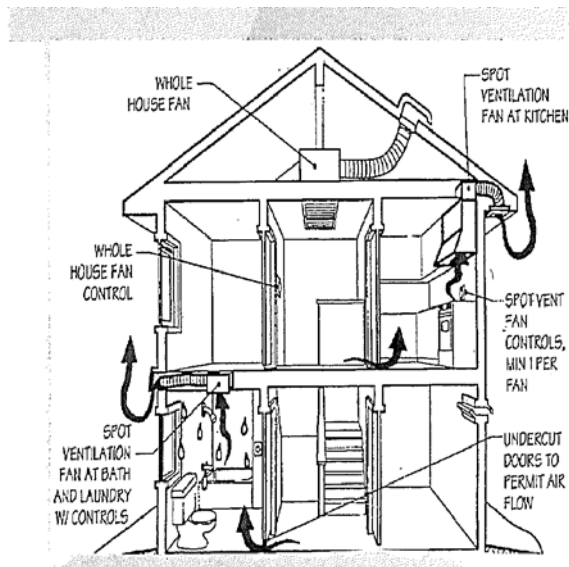 WHOLE
HOUSE FAN
SPOT
VENTILATION
FAN AT KITCHEN
WHOLE
HOUSE FAN
CONTROL
SPOT VENT
FAN
CONTROLS,
MIN 1 PER
FAN
SPOT
VENTILATION
FAN AT BATH
AND LAUNDRY
W/ CONTROLS
UNDERCUT
DOORS TO
PERMIT AIR
FLOW